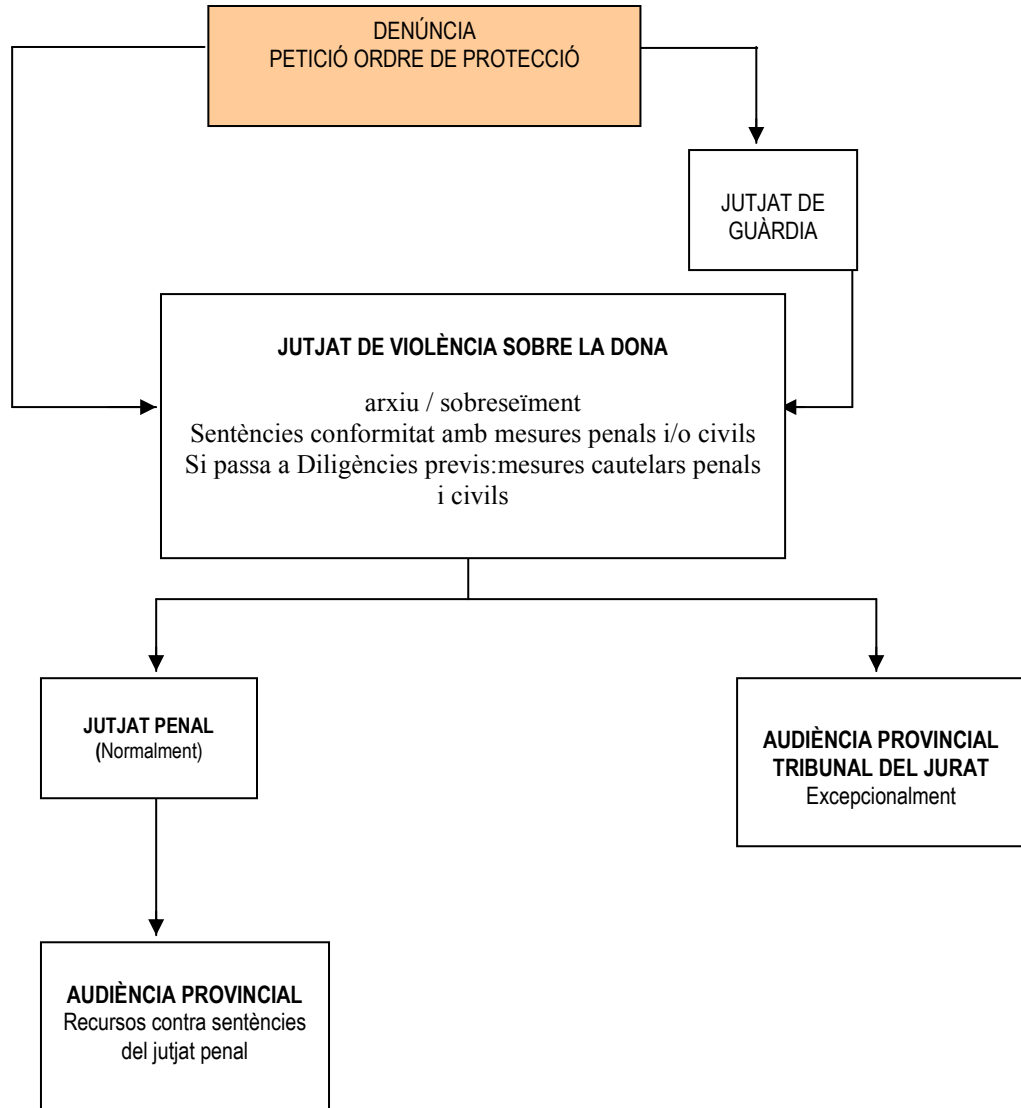 DENÚNCIA
PETICIÓ ORDRE DE PROTECCIÓ
JUTJAT DE
GUÀRDIA
JUTJAT DE VIOLÈNCIA SOBRE LA DONA
arxiu / sobreseïment
Sentències conformitat amb mesures penals i/o civils
Si passa a Diligències previs:mesures cautelars penals
i civils
JUTJAT PENAL
(Normalment)
AUDIÈNCIA PROVINCIAL
TRIBUNAL DEL JURAT
Excepcionalment
AUDIÈNCIA PROVINCIAL
Recursos contra sentències
del jutjat penal